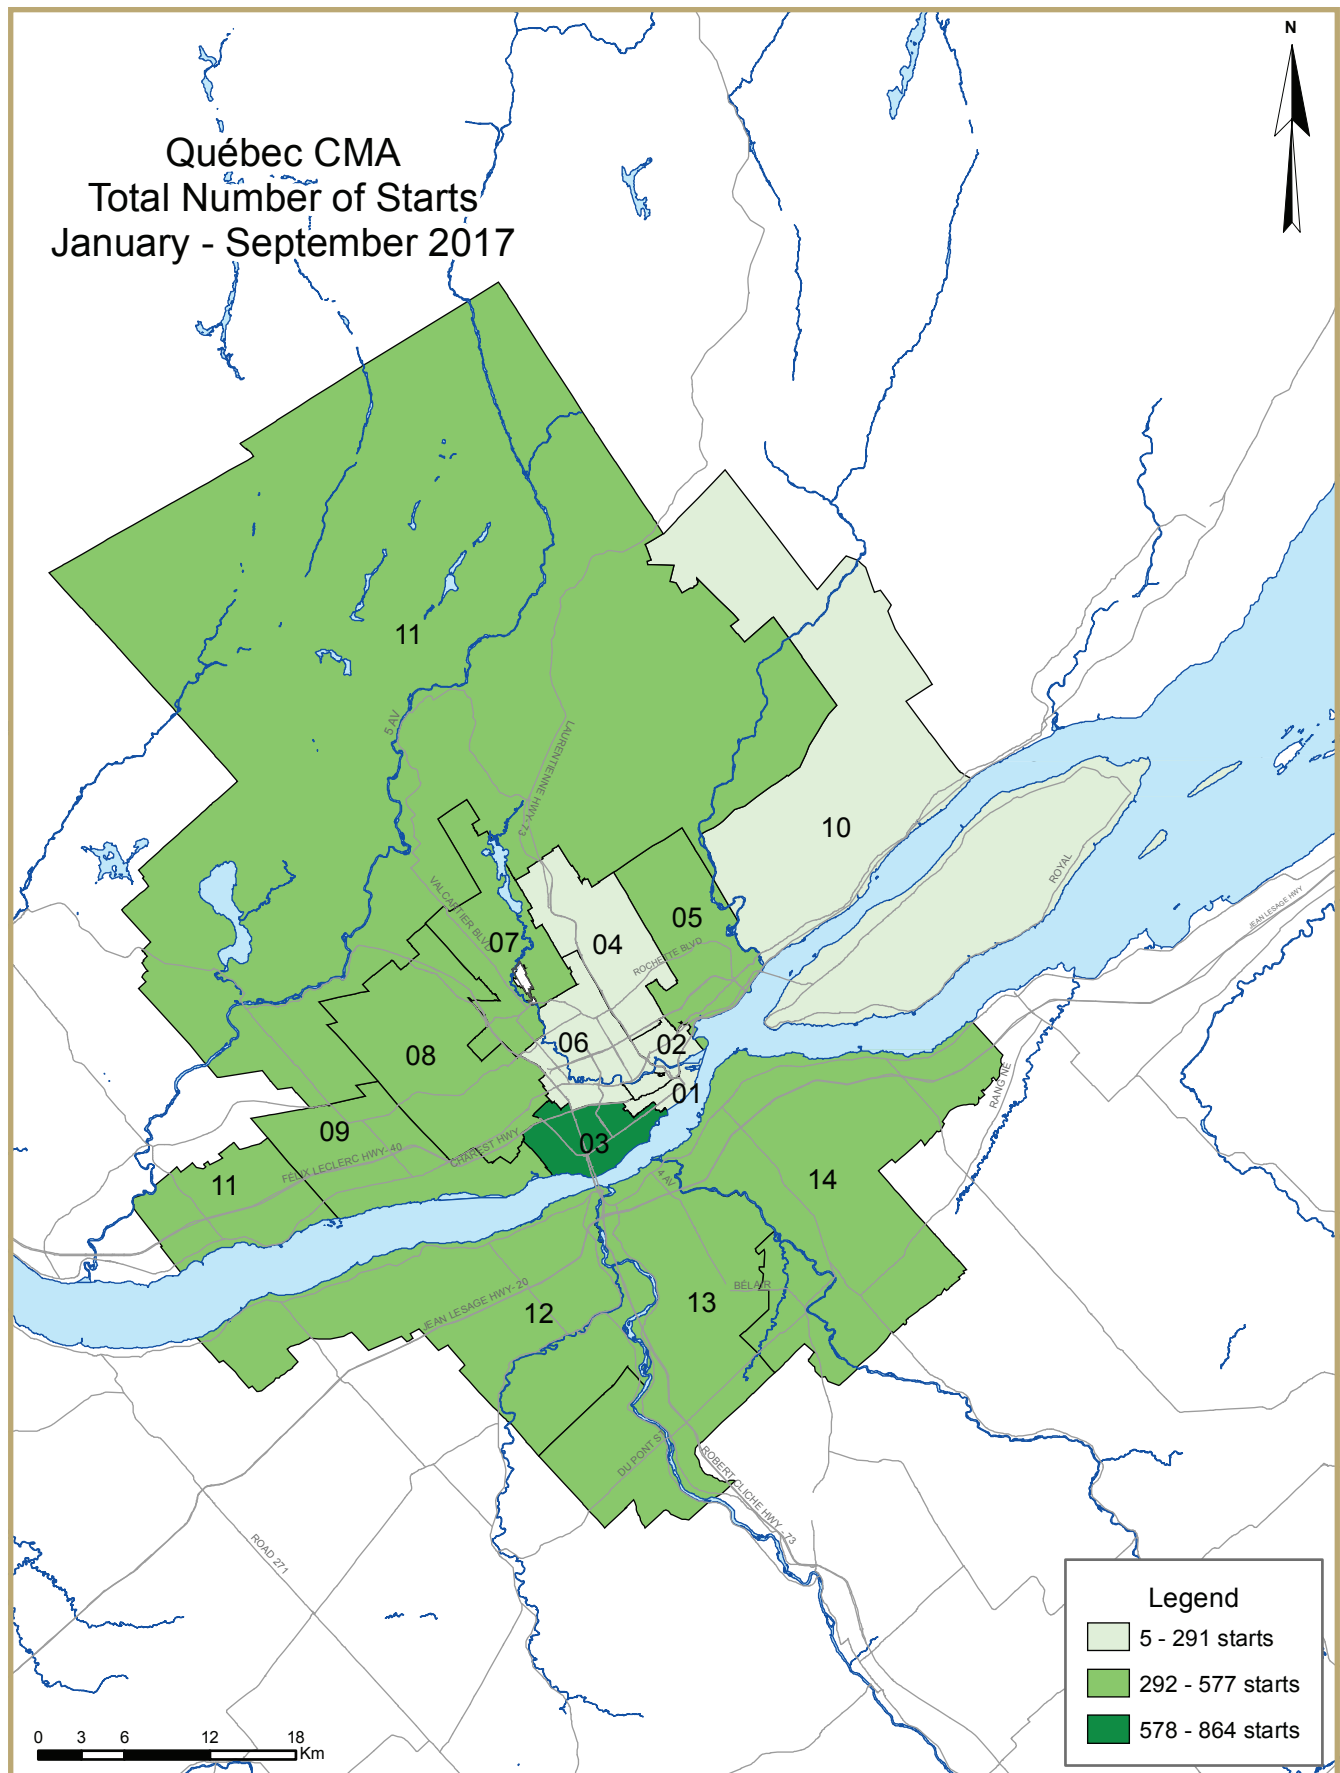 N
Québec CMA
Total Number of Starts
January - September 2017
11
5 AV
LAURENTIENNE HWY-73
10
ROYAL
VALCARTIER BLVD
07
04
05
ROCHETTE BLVD
JEAN LESAGE HWY
08
06
02
01
RANG NE
09
03
CHAREST HWY
FÉLIX LECLERC HWY-40
11
4 AV
14
12
JEAN LESAGE HWY-20
13
BÉLAIR
DU PONT ST
ROBERT CLICHE HWY -73
ROAD 271
Legend
5 - 291 starts
292 - 577 starts
578 - 864 starts
0 3 6 12 18
Km